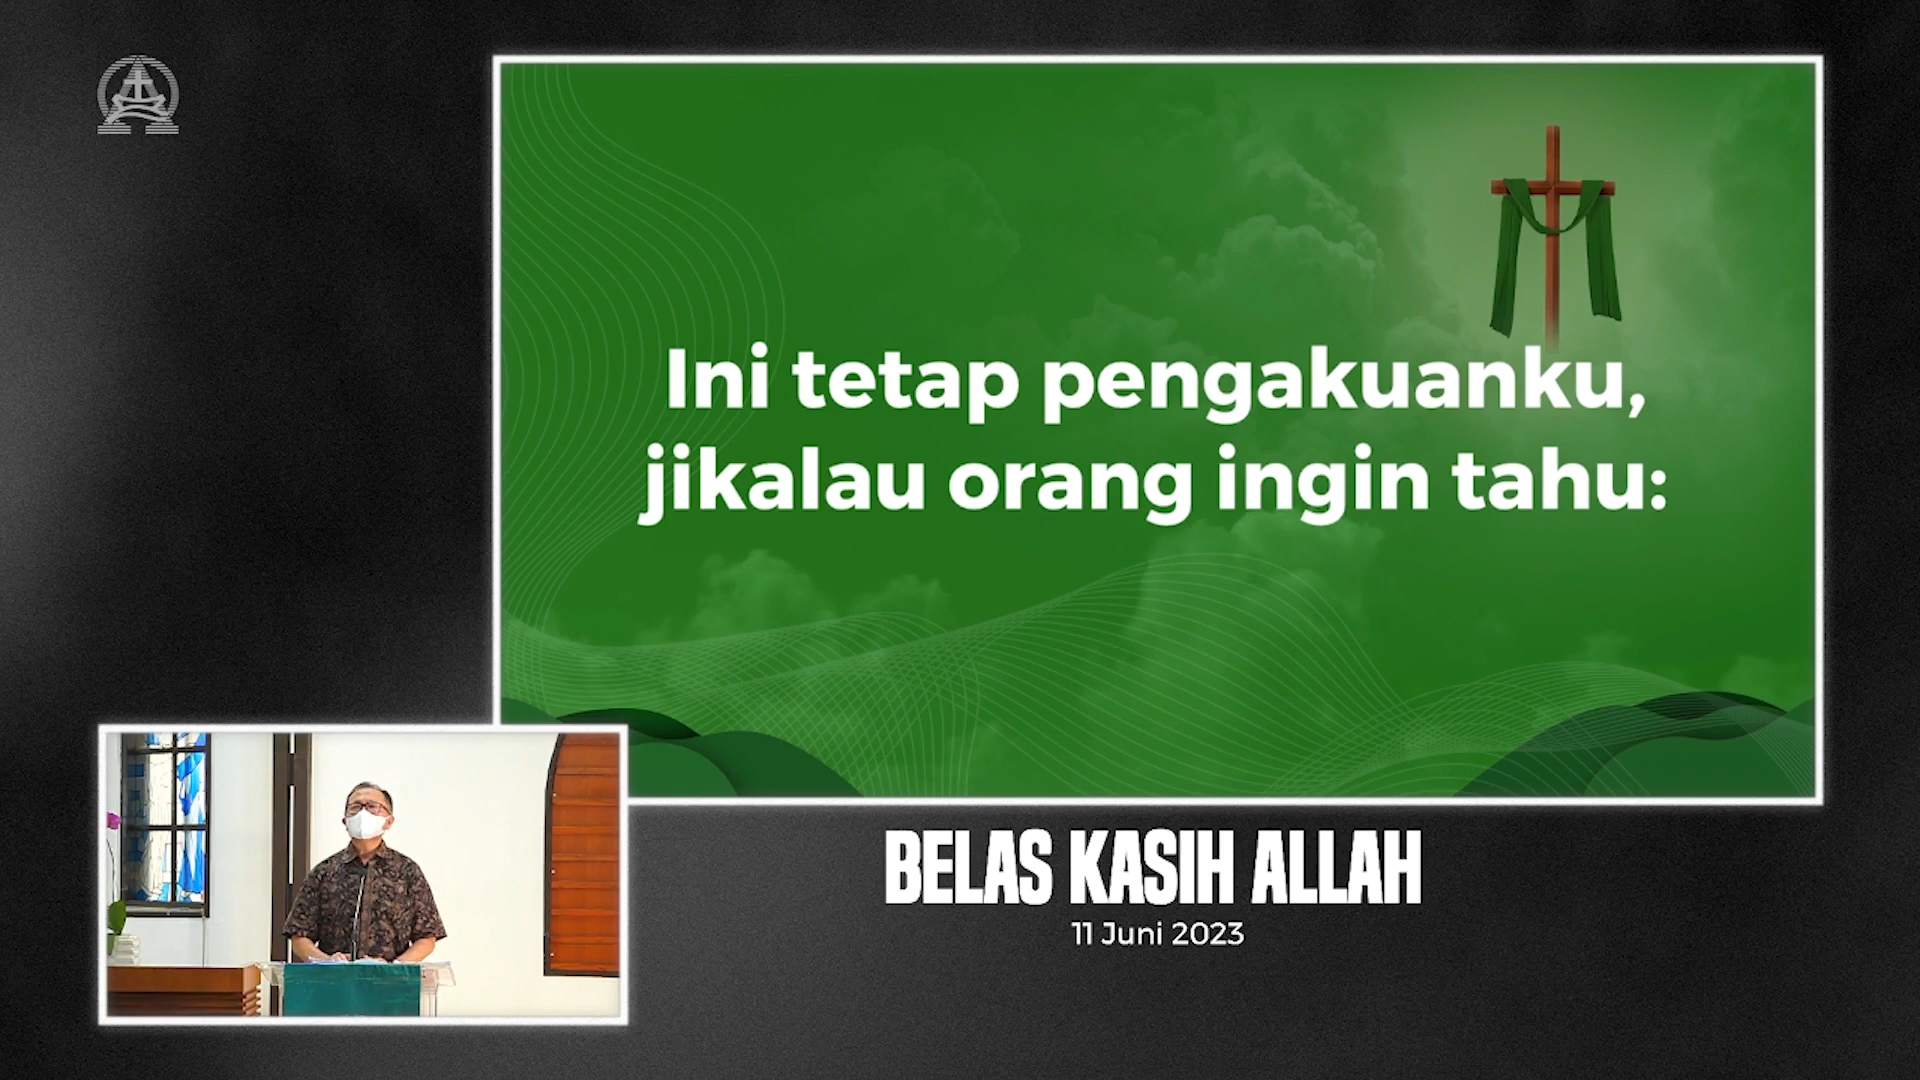 Ini tetap pengakuanku,
jikalau orang ingin tahu:
BELAS KASIH ALLAH
11 Juni 2023